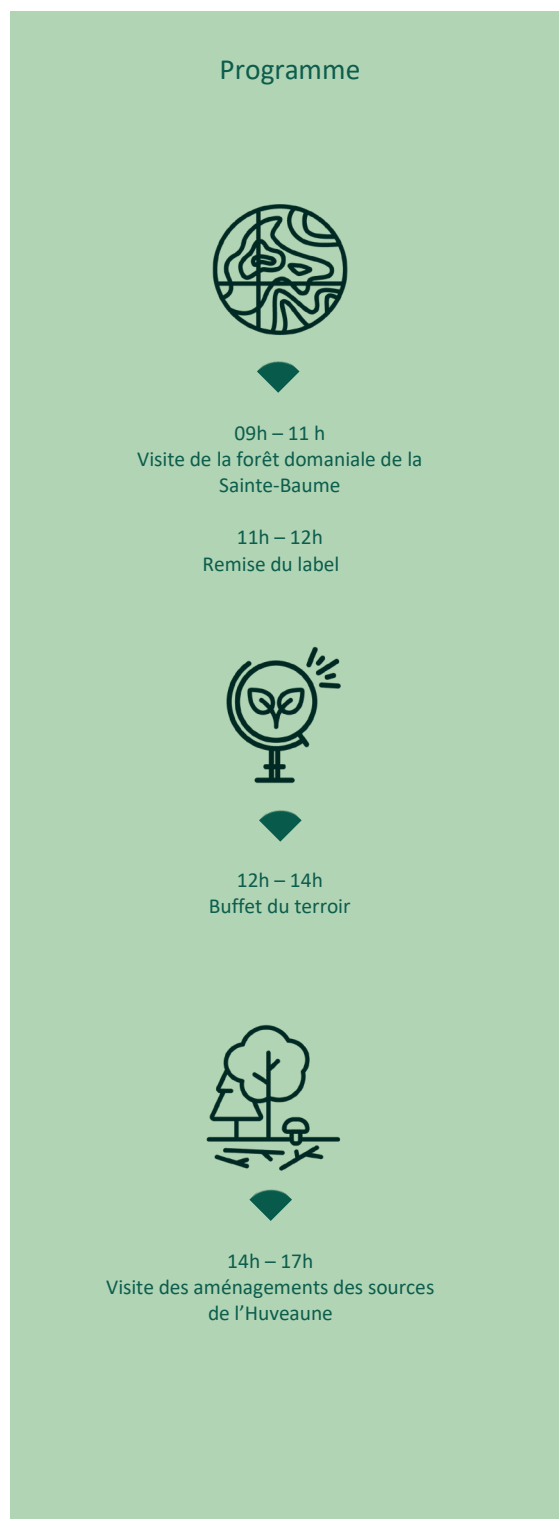 Programme
09h – 11 h
Visite de la forêt domaniale de la
Sainte-Baume
11h – 12h
Remise du label
12h – 14h
Buffet du terroir
14h – 17h
Visite des aménagements des sources
de l’Huveaune